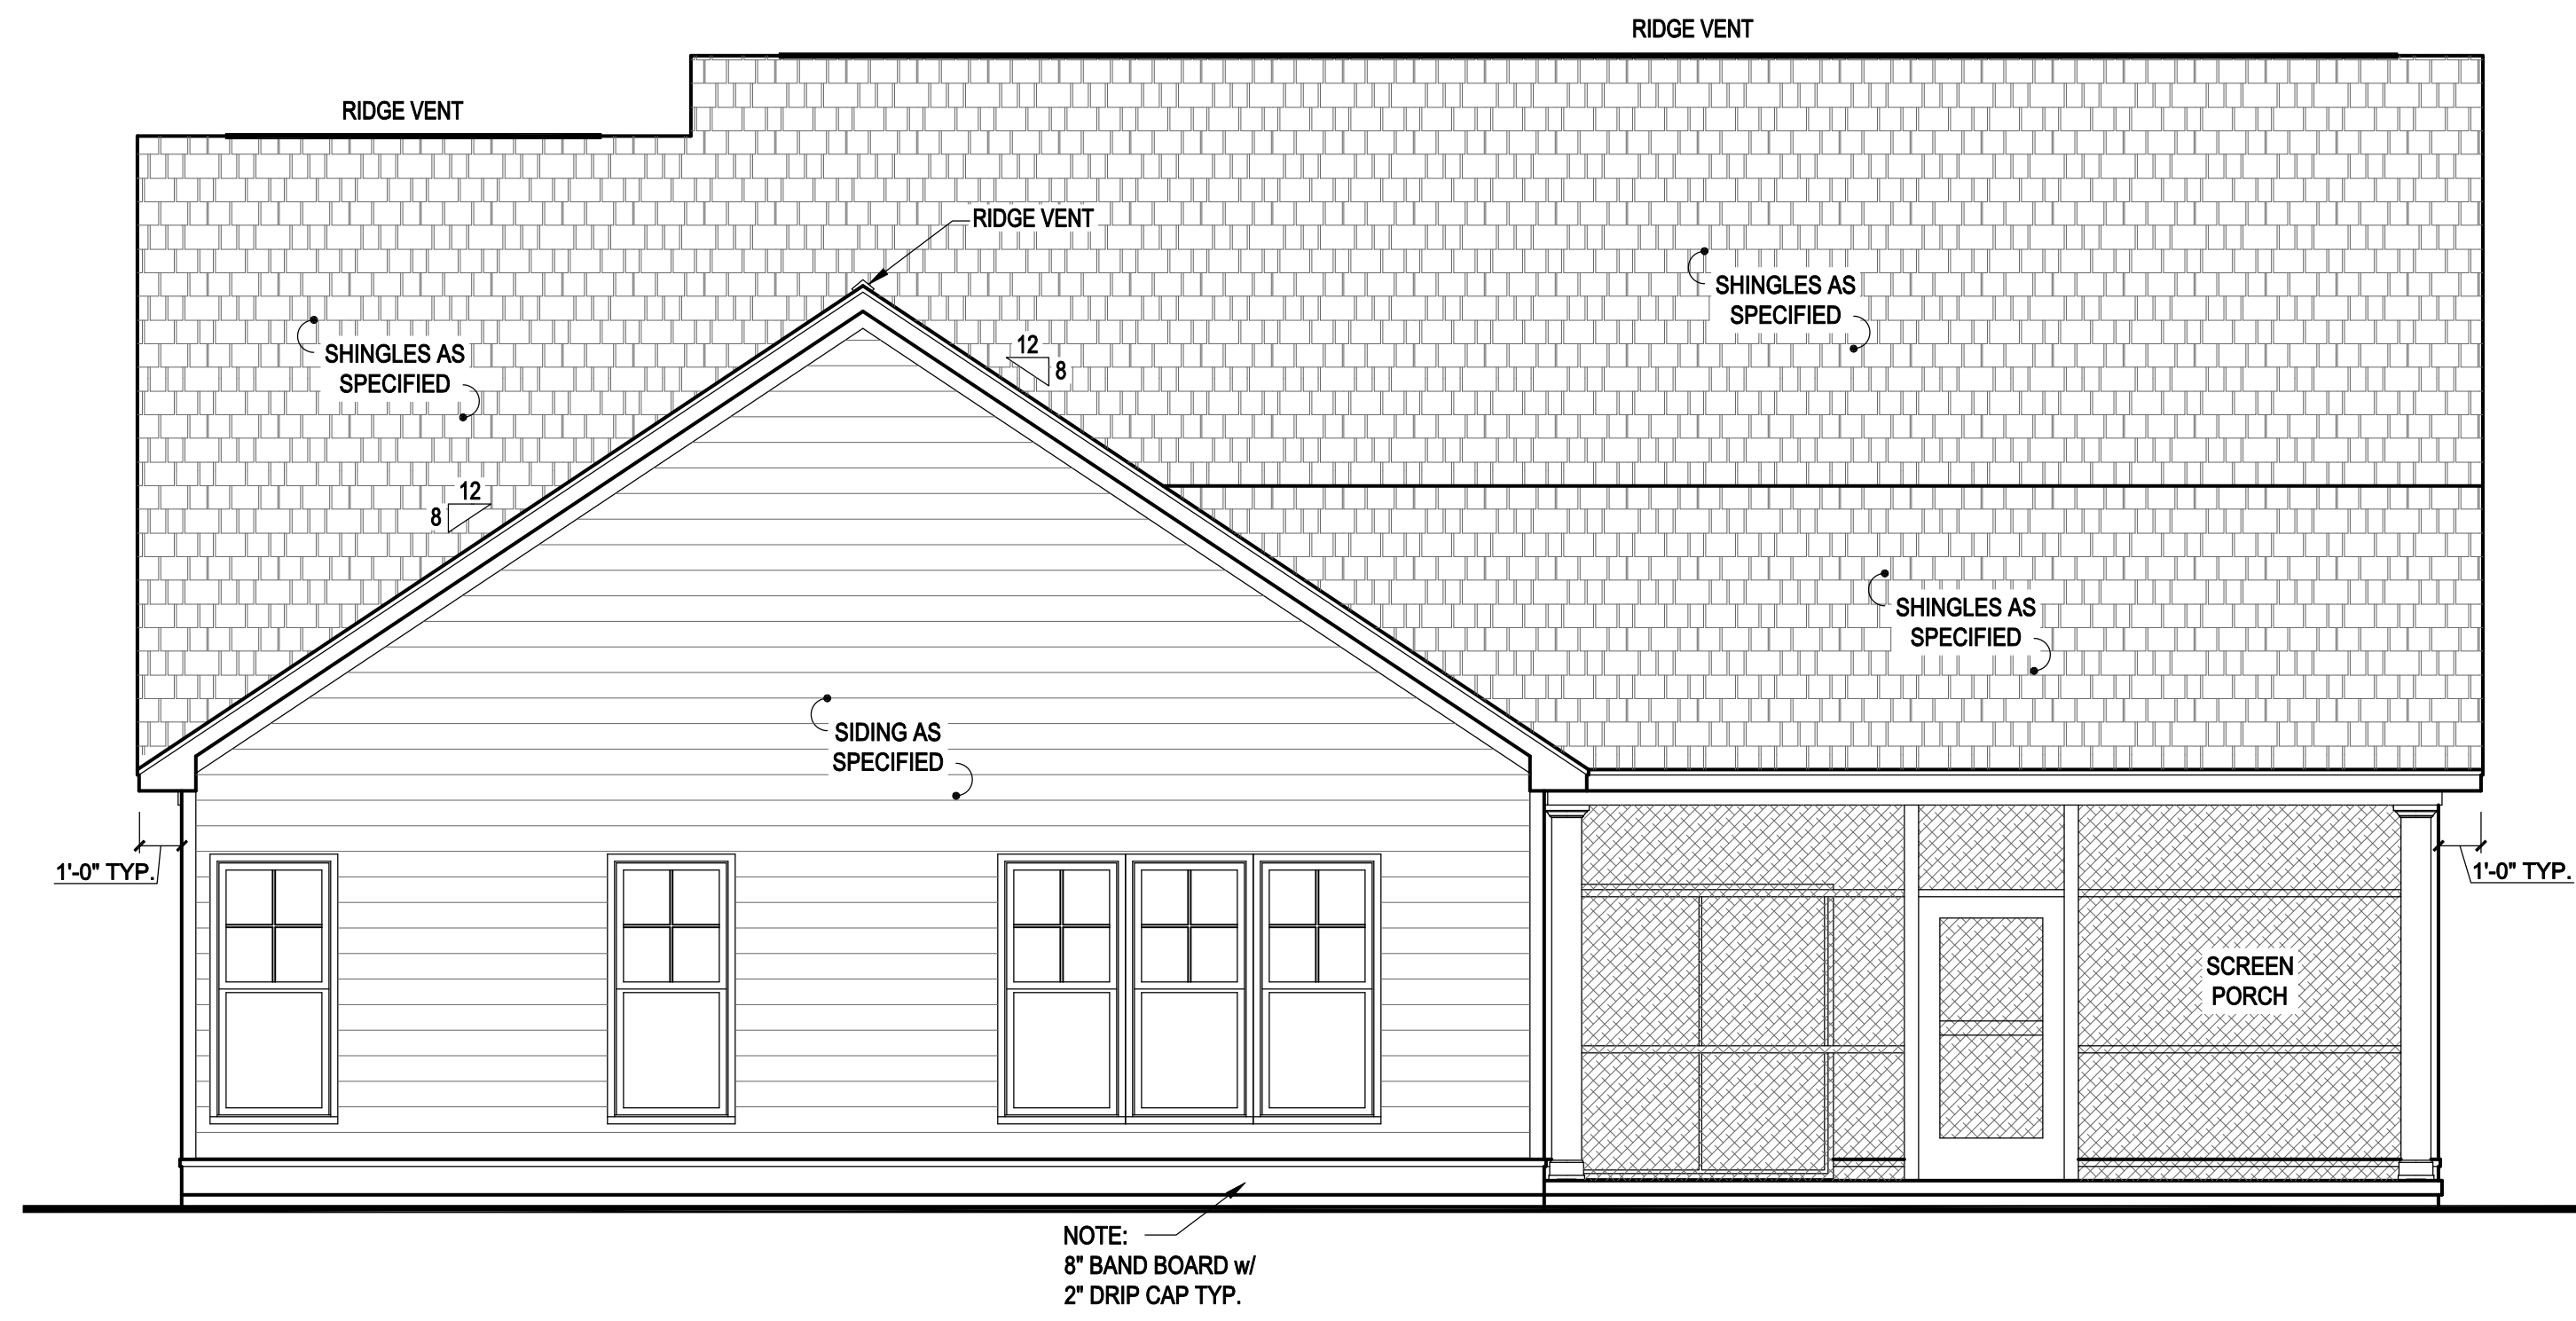 RIDGE VENT
RIDGE VENT
RIDGE VENT
SHINGLES AS
SPECIFIED
SHINGLES AS
SPECIFIED
12
8
12
8
SHINGLES AS
SPECIFIED
SIDING AS
SPECIFIED
1'-0" TYP.
1'-0" TYP.
SCREEN
PORCH
NOTE:
8" BAND BOARD w/
2" DRIP CAP TYP.